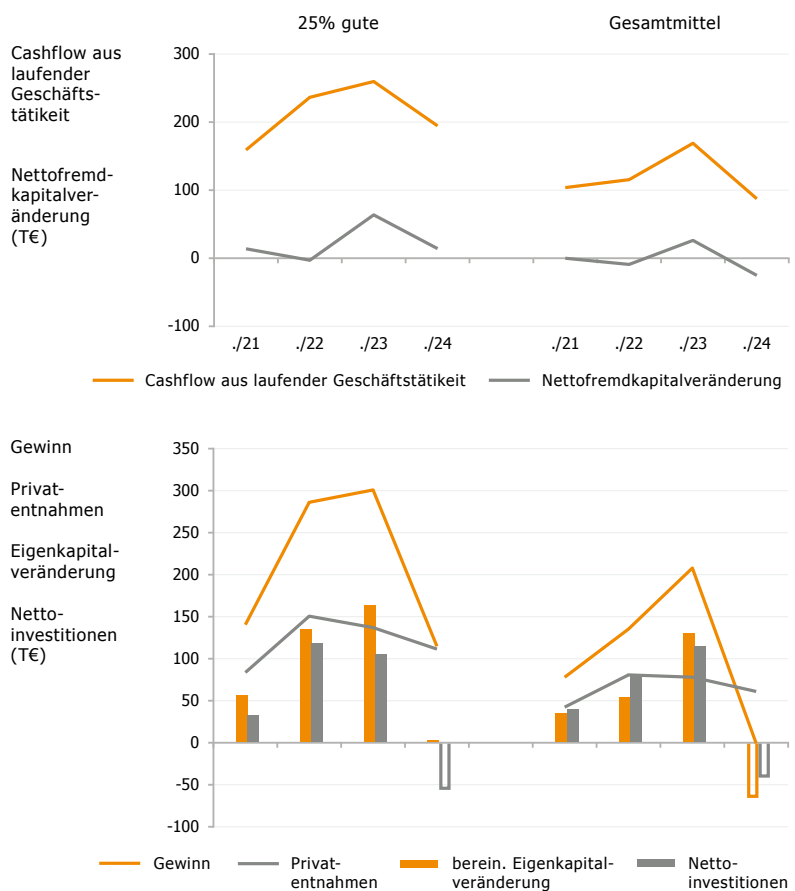 25% gute
Gesamtmittel
Cashflow aus
laufender
Geschäfts-
tätikeit
Nettofremd-
kapitalver-
änderung
(T€)
300
200
100
0
-100
./21
./22
./23
./24
./21
./22
./23
./24
Cashflow aus laufender Geschäftstätikeit
Nettofremdkapitalveränderung
Gewinn
Privat-
entnahmen
Eigenkapital-
veränderung
Netto-
investitionen
(T€)
350
300
250
200
150
100
50
0
-50
-100
Gewinn
Privat-
entnahmen
berein. Eigenkapital-
veränderung
Netto-
investitionen